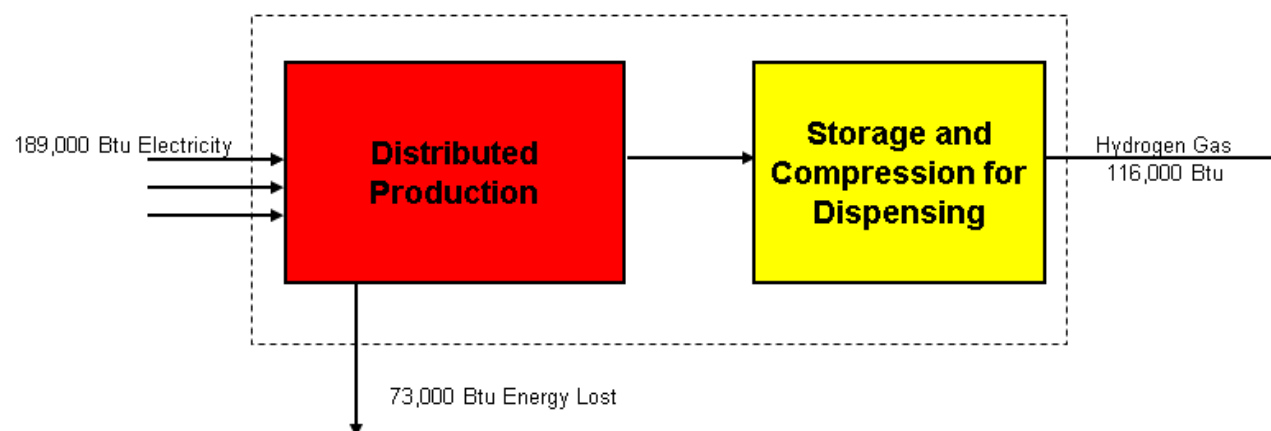 189,000 Btu Electricity
Distributed
Production
Storage and
Compression for
Dispensing
Hydrogen Gas
116,000 Btu
73,000 Btu Energy Lost